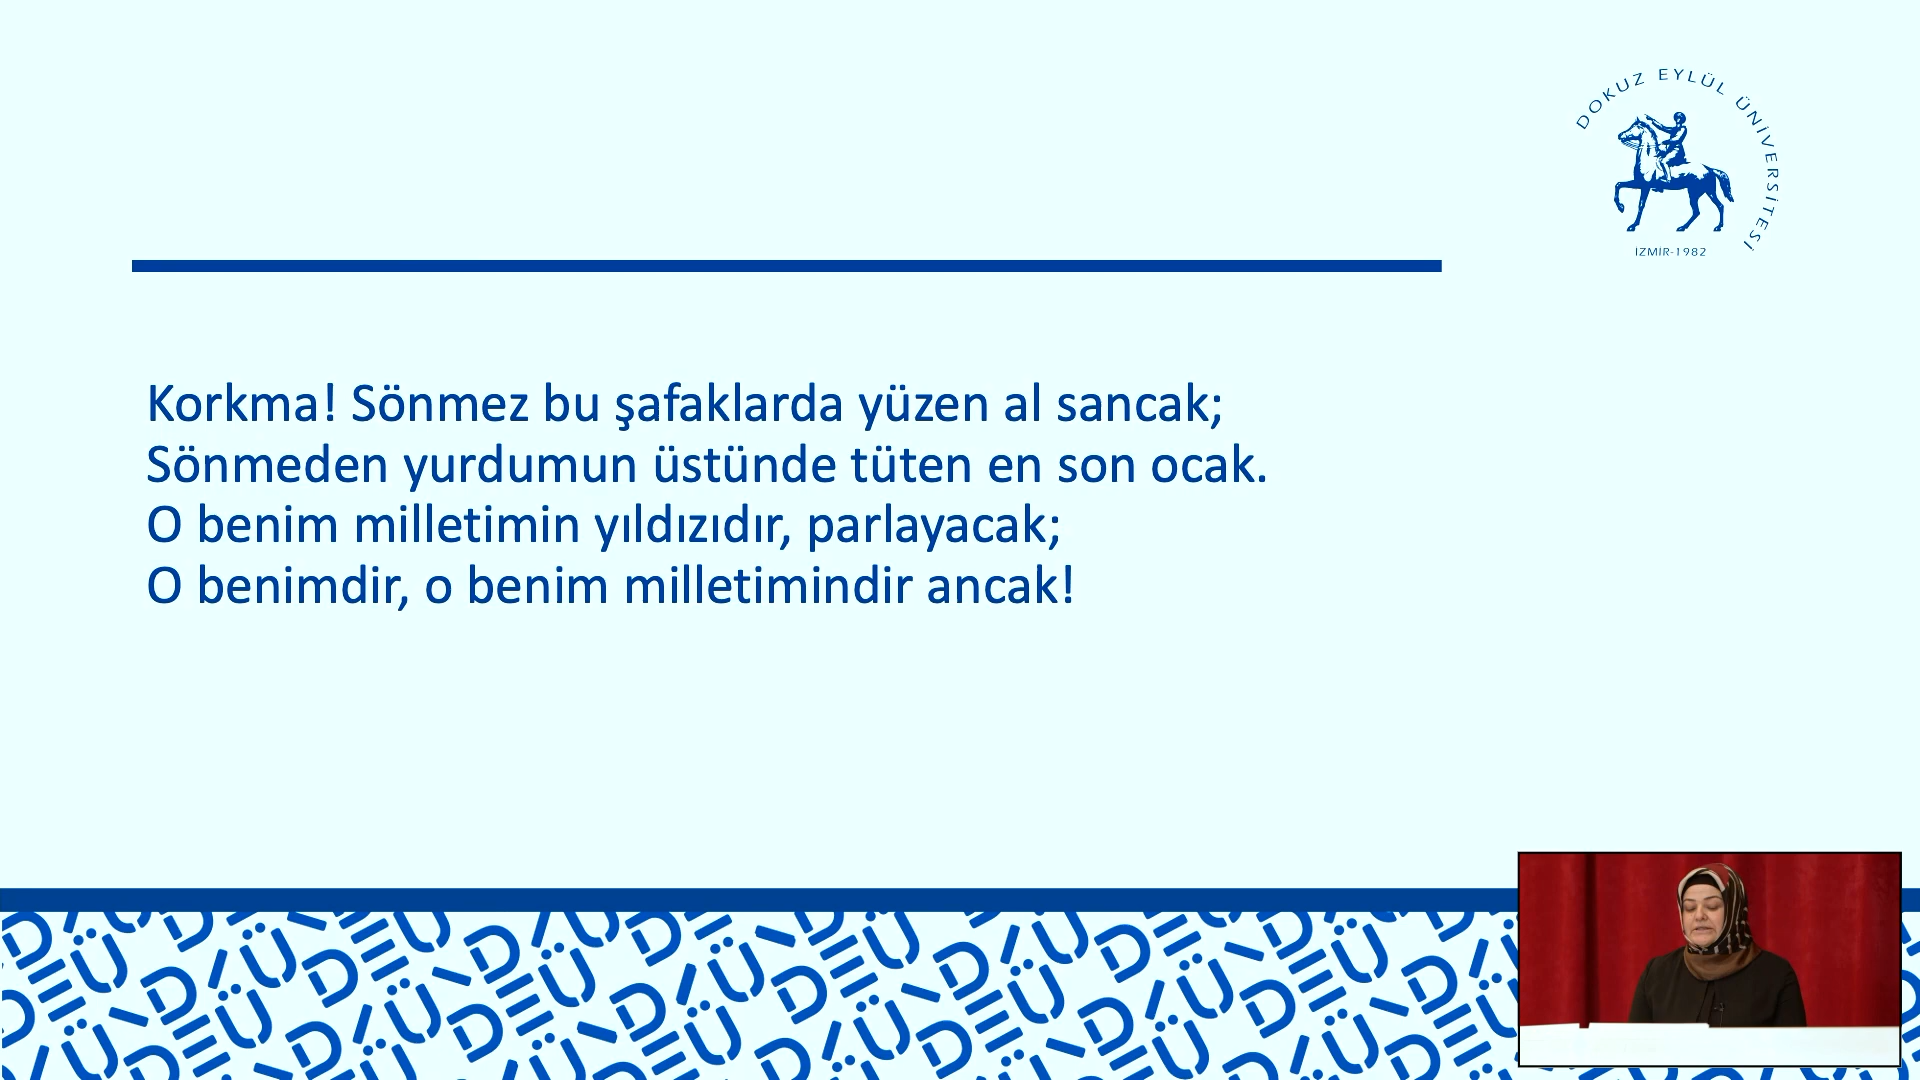 DOKUZ EYLÜL ÜNİVERSİTESİ
İZMİR-1982
Korkma! Sönmez bu şafaklarda yüzen al sancak;
Sönmeden yurdumun üstünde tüten en son ocak.
O benim milletimin yıldızıdır, parlayacak;
O benimdir, o benim milletimindir ancak!